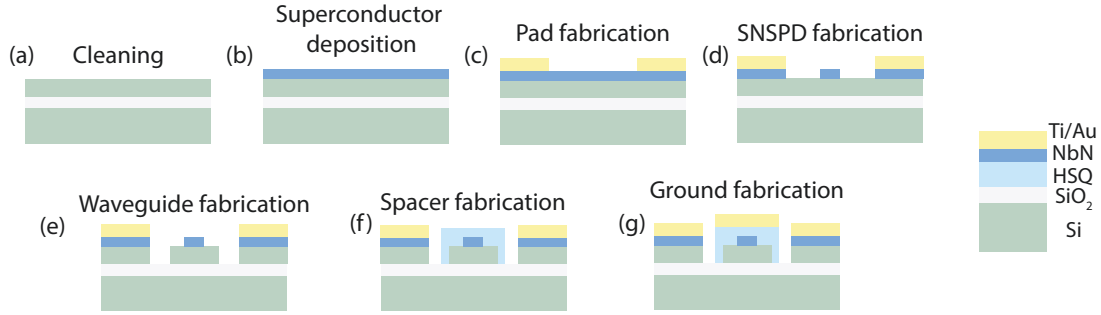 (a)
Cleaning
(b)
Superconductor
deposition
(c)
Pad fabrication
(d)
SNSPD fabrication
Ti/Au
NbN
HSQ
SiO₂
Si
(e)
Waveguide fabrication
(f)
Spacer fabrication
(g)
Ground fabrication